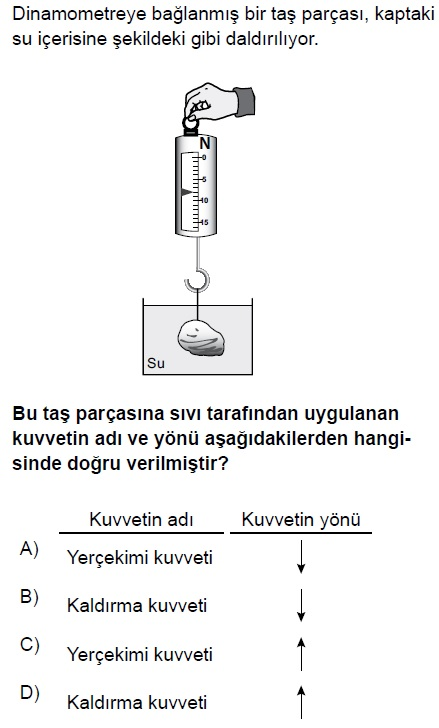 Dinamometreye bağlanmış bir taş parçası, kaptaki
su içerisine şekildeki gibi daldırılıyor.
N
0
5
10
15
Su
Bu taş parçasına sıvı tarafından uygulanan
kuvvetin adı ve yönü aşağıdakilerden hangi-
sinde doğru verilmiştir?
Kuvvetin adı Kuvvetin yönü
A) Yerçekimi kuvveti ↓
B) Kaldırma kuvveti ↓
C) Yerçekimi kuvveti ↑
D) Kaldırma kuvveti ↑